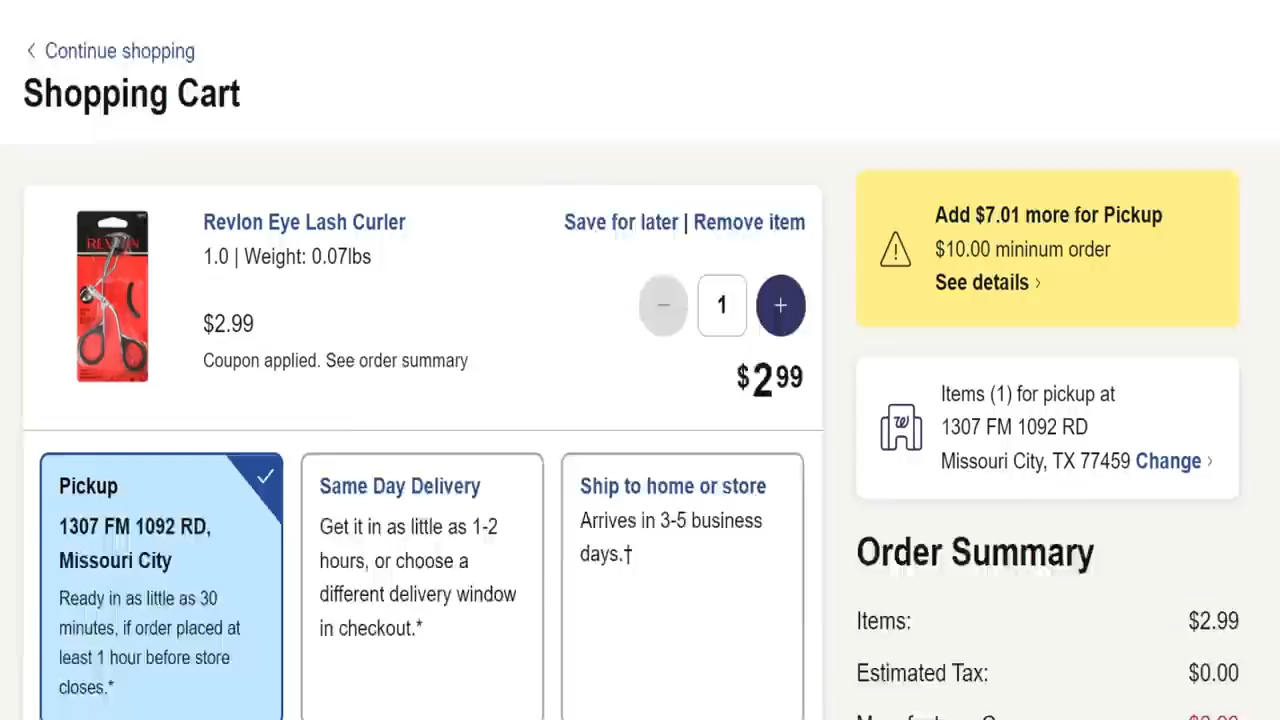 Continue shopping
Shopping Cart
Revlon Eye Lash Curler
Save for later | Remove item
1.0 | Weight: 0.07lbs
1
$2.99
Coupon applied. See order summary
$2 99
REVLON
Pickup
1307 FM 1092 RD,
Missouri City
Ready in as little as 30
minutes, if order placed at
least 1 hour before store
closes.*
Same Day Delivery
Get it in as little as 1-2
hours, or choose a
different delivery window
in checkout.*
Ship to home or store
Arrives in 3-5 business
days.†
Add $7.01 more for Pickup
$10.00 mininum order
See details
Items (1) for pickup at
1307 FM 1092 RD
Missouri City, TX 77459 Change
Order Summary
Items: $2.99
Estimated Tax: $0.00